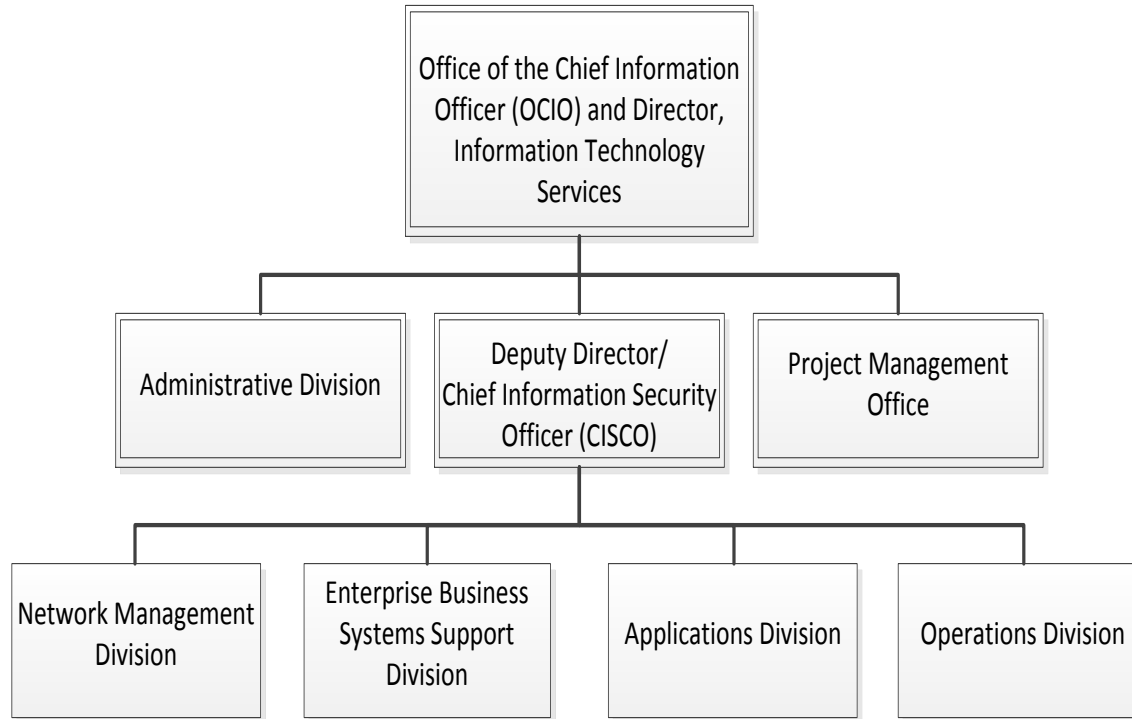 Office of the Chief Information
Officer (OCIO) and Director,
Information Technology
Services
Administrative Division
Deputy Director/
Chief Information Security
Officer (CISCO)
Project Management
Office
Network Management
Division
Enterprise Business
Systems Support
Division
Applications Division
Operations Division